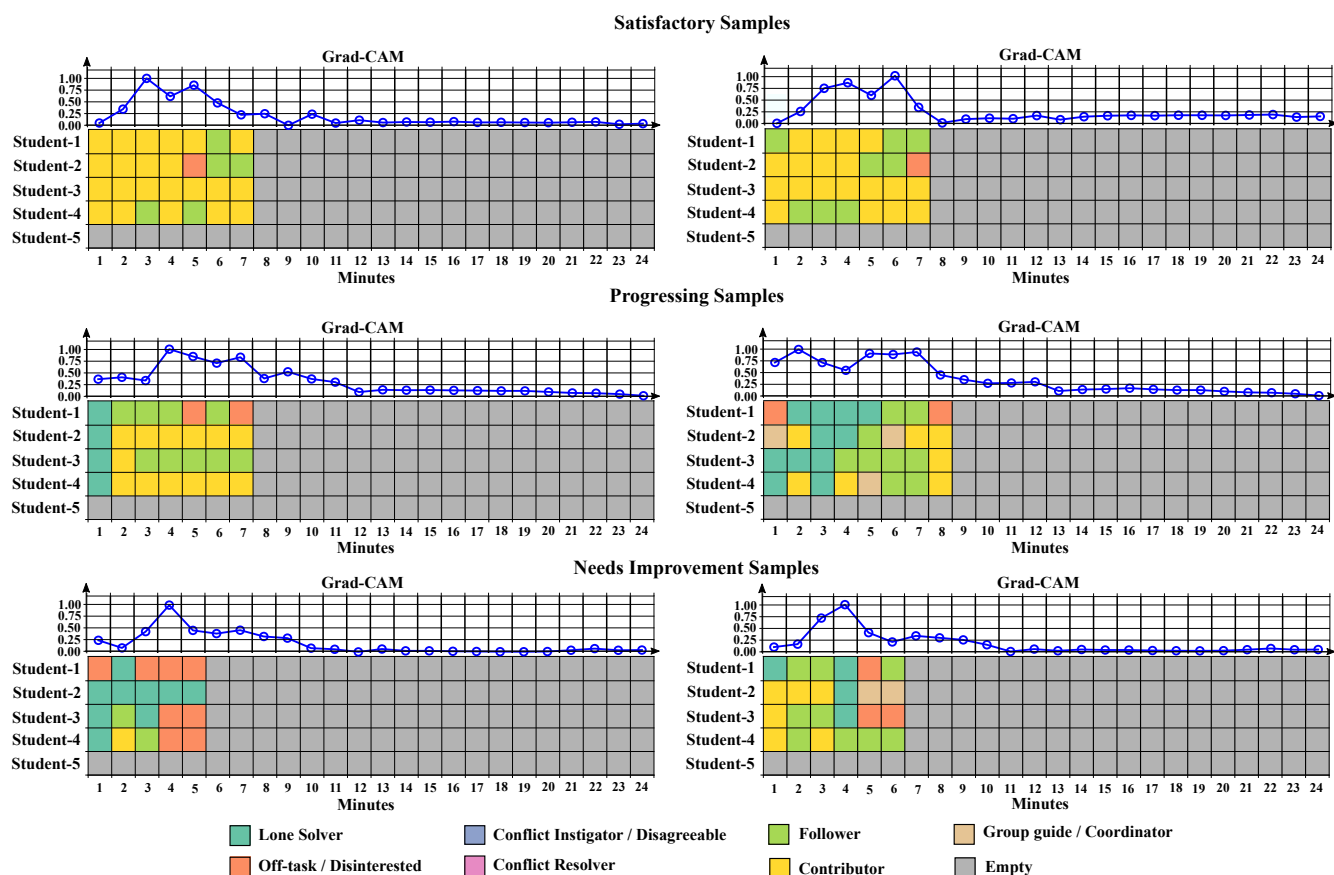 Satisfactory Samples
Grad-CAM Grad-CAM
1.00 1.00
0.75 0.75
0.50 0.50
0.25 0.25
0.00 0.00
Student-1 Student-1
Student-2 Student-2
Student-3 Student-3
Student-4 Student-4
Student-5 Student-5
1 2 3 4 5 6 7 8 9 10 11 12 13 14 15 16 17 18 19 20 21 22 23 24 1 2 3 4 5 6 7 8 9 10 11 12 13 14 15 16 17 18 19 20 21 22 23 24
Minutes Minutes
Progressing Samples
Grad-CAM Grad-CAM
1.00 1.00
0.75 0.75
0.50 0.50
0.25 0.25
0.00 0.00
Student-1 Student-1
Student-2 Student-2
Student-3 Student-3
Student-4 Student-4
Student-5 Student-5
1 2 3 4 5 6 7 8 9 10 11 12 13 14 15 16 17 18 19 20 21 22 23 24 1 2 3 4 5 6 7 8 9 10 11 12 13 14 15 16 17 18 19 20 21 22 23 24
Minutes Minutes
Needs Improvement Samples
Grad-CAM Grad-CAM
1.00 1.00
0.75 0.75
0.50 0.50
0.25 0.25
0.00 0.00
Student-1 Student-1
Student-2 Student-2
Student-3 Student-3
Student-4 Student-4
Student-5 Student-5
1 2 3 4 5 6 7 8 9 10 11 12 13 14 15 16 17 18 19 20 21 22 23 24 1 2 3 4 5 6 7 8 9 10 11 12 13 14 15 16 17 18 19 20 21 22 23 24
Minutes Minutes
Lone Solver Conflict Instigator / Disagreeable Follower Group guide / Coordinator
Off-task / Disinterested Conflict Resolver Contributor Empty